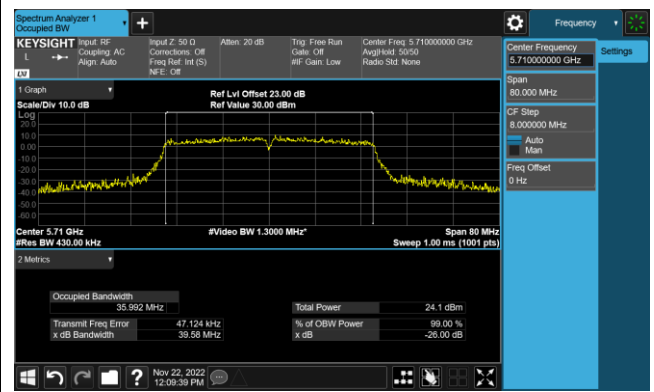 Spectrum Analyzer 1
Occupied BW
+
Frequency
KEYSIGHT
L
LXI
Input: RF
Coupling: AC
Align: Auto
Input Z: 50 Ω
Corrections: Off
Freq Ref: Int (S)
NFE: Off
Atten: 20 dB
Trig: Free Run
Gate: Off
#IF Gain: Low
Center Freq: 5.710000000 GHz
Avg|Hold: 50/50
Radio Std: None
Center Frequency
5.710000000 GHz
Settings
Span
80.000 MHz
CF Step
8.000000 MHz
Auto
Man
Freq Offset
0 Hz
1 Graph
Scale/Div 10.0 dB
Ref Lvl Offset 23.00 dB
Ref Value 30.00 dBm
Log
20.0
10.0
0.00
-10.0
-20.0
-30.0
-40.0
-50.0
-60.0
Center 5.71 GHz
#Res BW 430.00 kHz
#Video BW 1.3000 MHz*
Span 80 MHz
Sweep 1.00 ms (1001 pts)
2 Metrics
Occupied Bandwidth
35.992 MHz
Total Power 24.1 dBm
Transmit Freq Error 47.124 kHz
% of OBW Power 99.00 %
x dB Bandwidth 39.58 MHz
x dB -26.00 dB
?
Nov 22, 2022
12:09:39 PM